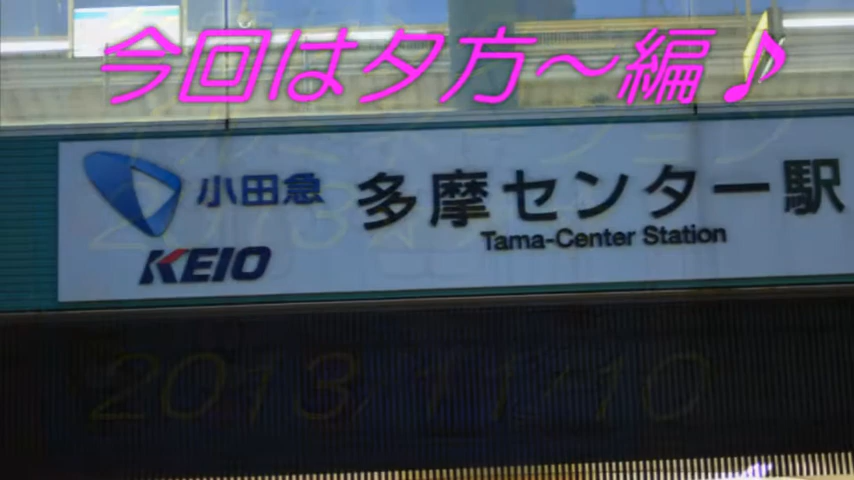 今回は夕方～編♪
小田急 多摩センター駅
Tama-Center Station
KEIO
2013/11/10